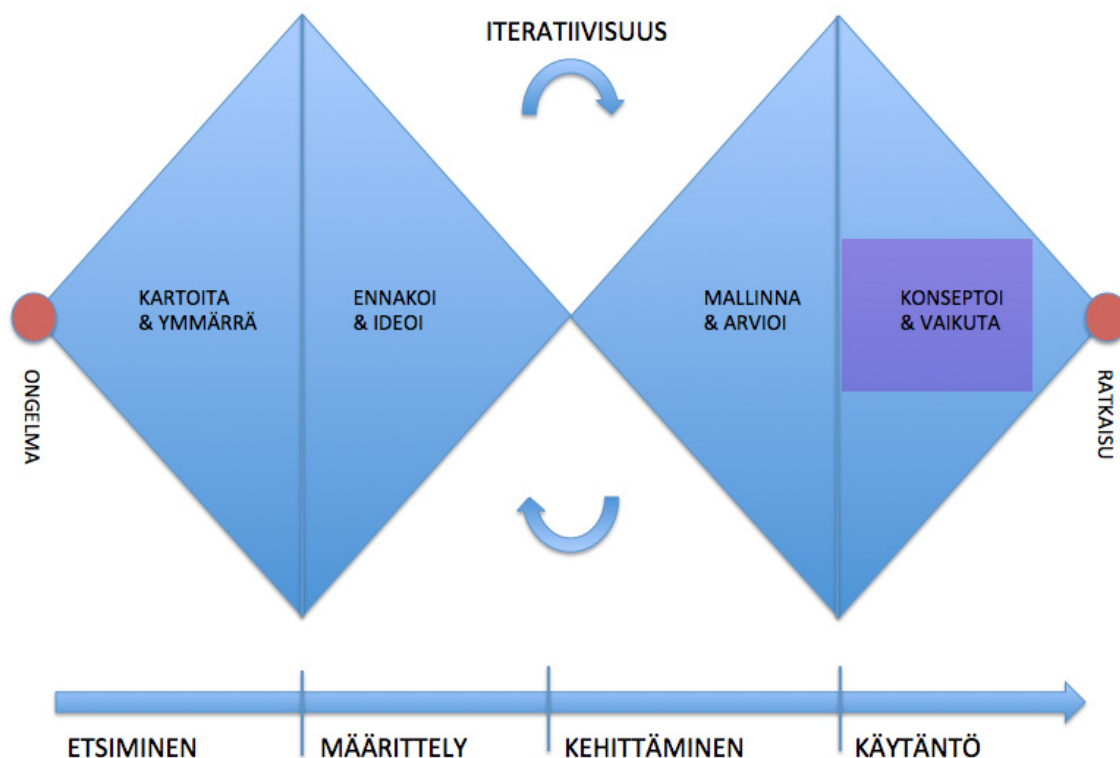 ITERATIIVISUUS
KARTOITA
& YMMÄRRÄ
ENNAKOI
& IDEOI
MALLINNA
& ARVIOI
KONSEPTOI
& VAIKUTA
ONGELMA
RATKAISU
ETSIMINEN
MÄÄRITTELY
KEHITTÄMINEN
KÄYTÄNTÖ